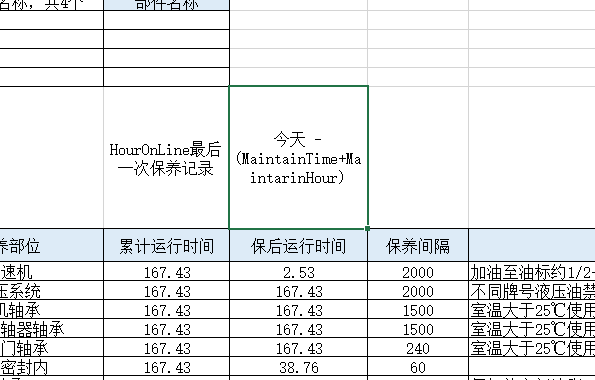 名称，共4个
部件名称
HourOnLine最后
一次保养记录
今天 -
(MaintainTime+Ma
intarinHour)
养部位 累计运行时间 保后运行时间 保养间隔
速机 167.43 2.53 2000 加油至油标约1/2-
压系统 167.43 167.43 2000 不同牌号液压油禁
机轴承 167.43 167.43 1500 室温大于25℃使用
轴器轴承 167.43 167.43 1500 室温大于25℃使用
门轴承 167.43 167.43 240 室温大于25℃使用
密封内 167.43 38.76 60